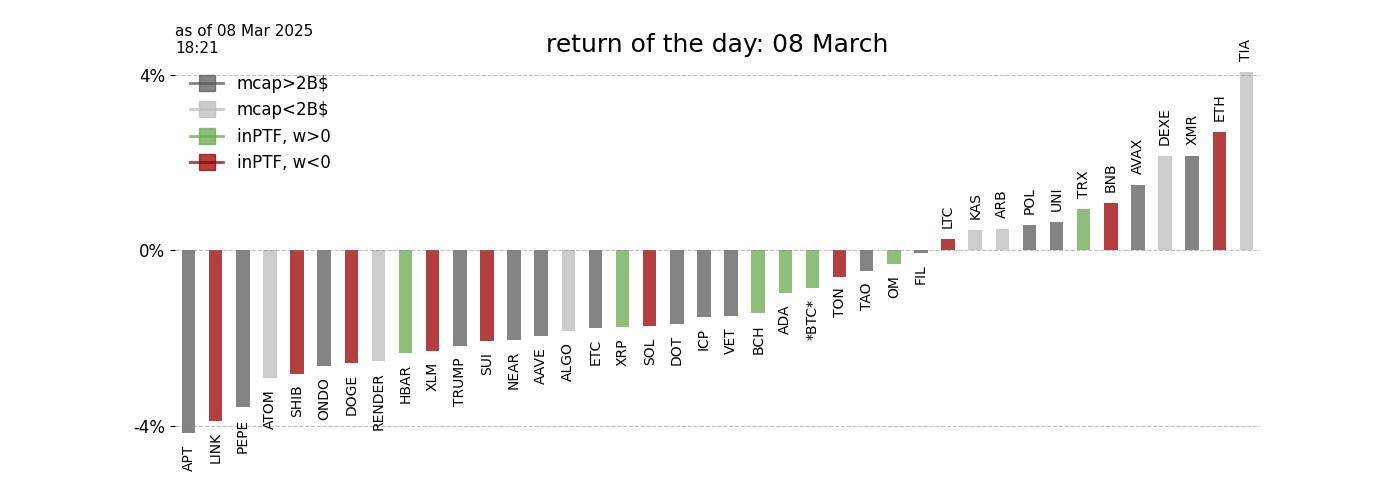 as of 08 Mar 2025
18:21
return of the day: 08 March
4%
0%
-4%
mcap>2B$
mcap<2B$
inPTF, w>0
inPTF, w<0
APT
LINK
PEPE
ATOM
SHIB
ONDO
DOGE
RENDER
HBAR
XLM
TRUMP
SUI
NEAR
AAVE
ALGO
ETC
XRP
SOL
DOT
ICP
VET
BCH
ADA
*BTC*
TON
TAO
OM
FIL
LTC
KAS
ARB
POL
UNI
TRX
BNB
AVAX
DEXE
XMR
ETH
TIA